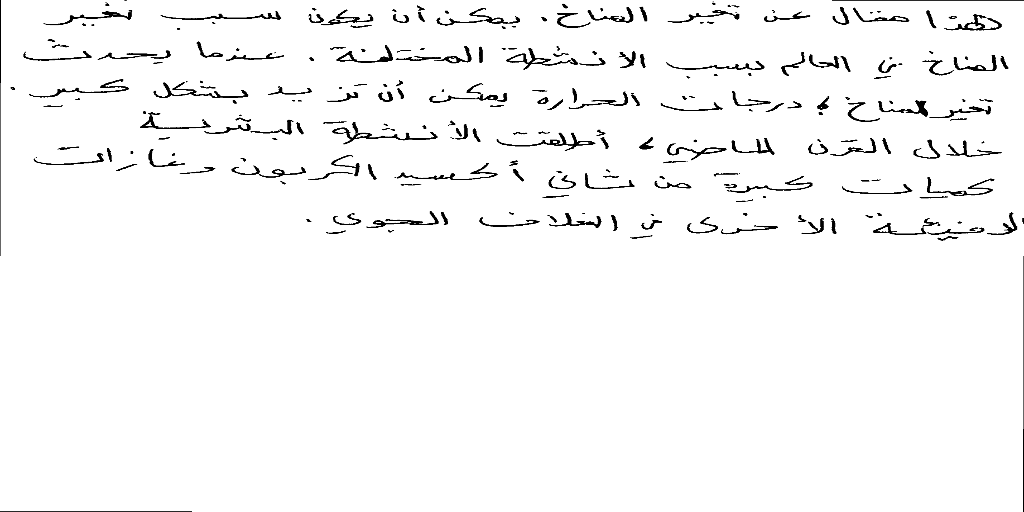 هذا مقال عن تغير المناخ. يمكن أن يكون سبب تغير
المناخ في العالم بسبب الانشطة المختلفة. عندما يحدث
تغير المناخ، درجات الحرارة يمكن أن تزيد بشكل كبير.
خلال القرن الماضي، أطلقت الأنشطة البشرية
كميات كبيرة من ثاني أكسيد الكربون وغازات
الدفيئة الأخرى في الغلاف الجوي.